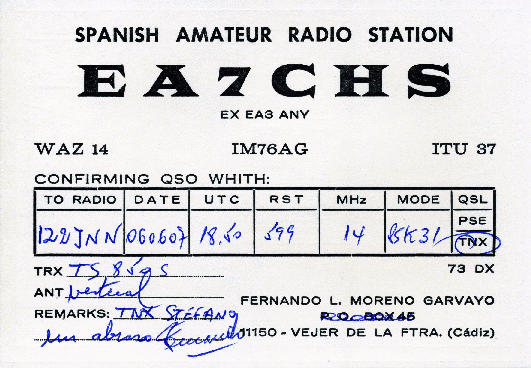 SPANISH AMATEUR RADIO STATION
EA7CHS
EX EA3 ANY
WAZ 14 IM76AG ITU 37
CONFIRMING QSO WHITH:
TO RADIO DATE UTC RST MHz MODE QSL
PSE
IZ2JNN 060607 18.50 599 14 PSK31 TNX
TRX TS 850 S 73 DX
ANT vertical
FERNANDO L. MORENO GARVAYO
REMARKS: TNX STEFANO P. O. BOX 45
un abrazo 11150 - VEJER DE LA FTRA. (Cádiz)